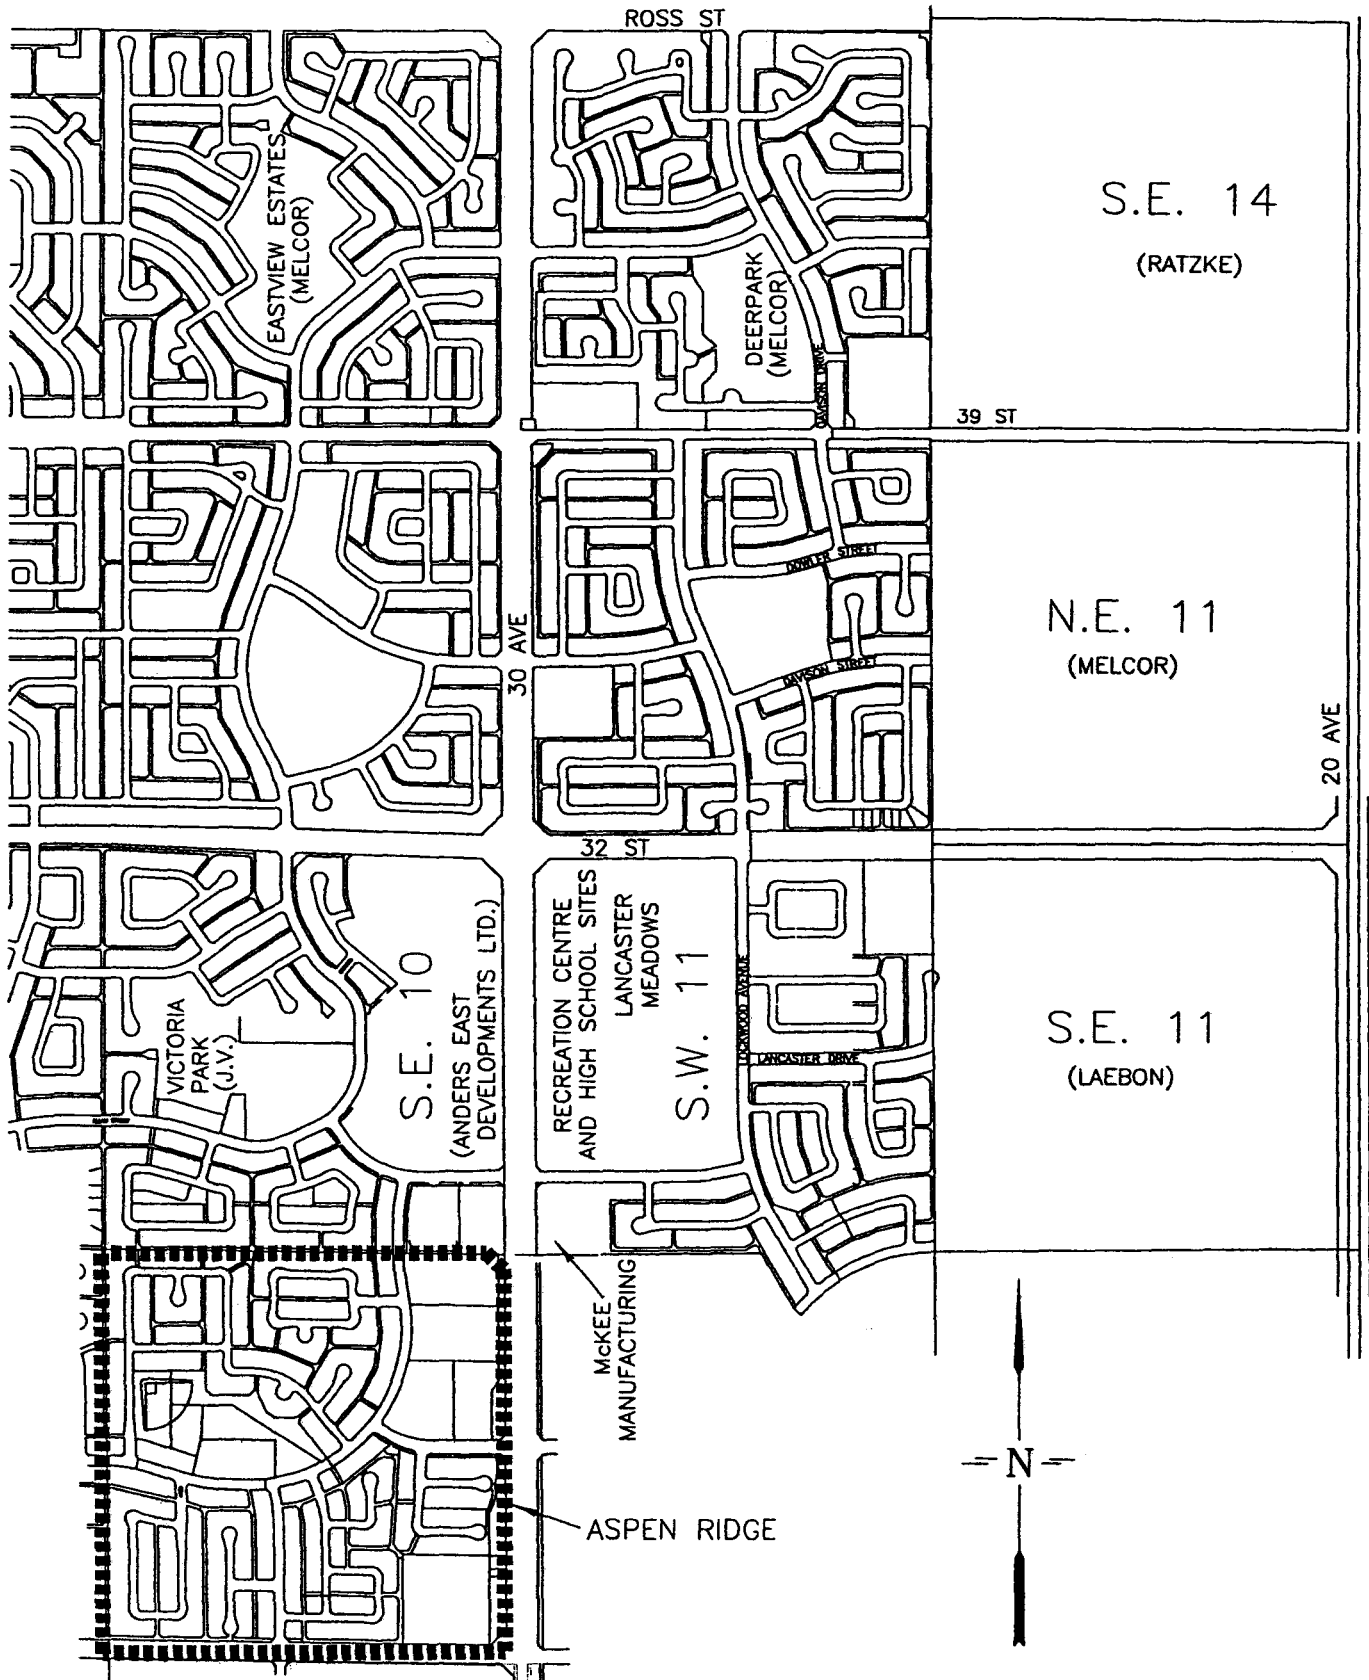 ROSS ST
S.E. 14
(RATZKE)
EASTVIEW ESTATES
(MELCOR)
DEERPARK
(MELCOR)
DAVISON DRIVE
39 ST
DOWLER STREET
30 AVE
N.E. 11
(MELCOR)
DAVISON STREET
20 AVE
32 ST
VICTORIA
PARK
(J.V.)
S.E. 10
(ANDERS EAST
DEVELOPMENTS LTD.)
RECREATION CENTRE
AND HIGH SCHOOL SITES
LANCASTER
MEADOWS
S.W. 11
LOCKWOOD AVENUE
LANCASTER DRIVE
S.E. 11
(LAEBON)
McKEE
MANUFACTURING
N
ASPEN RIDGE